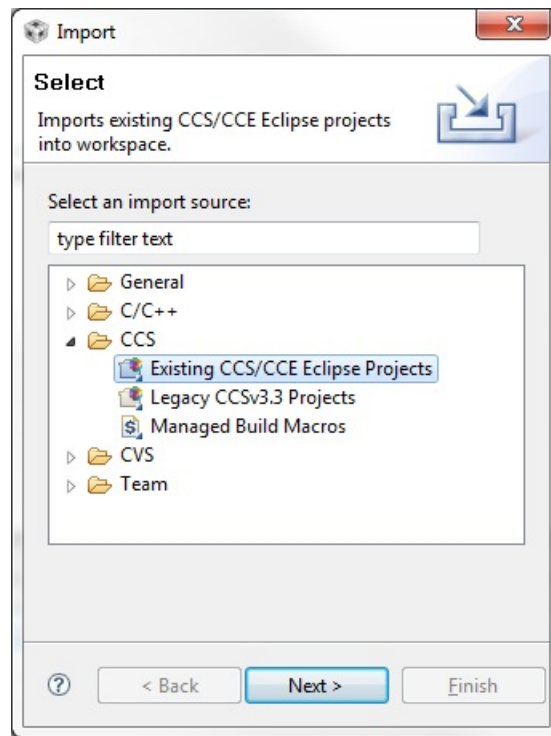 Import
Select
Imports existing CCS/CCE Eclipse projects
into workspace.
Select an import source:
type filter text
General
C/C++
CCS
Existing CCS/CCE Eclipse Projects
Legacy CCSv3.3 Projects
Managed Build Macros
CVS
Team
? < Back Next > Finish